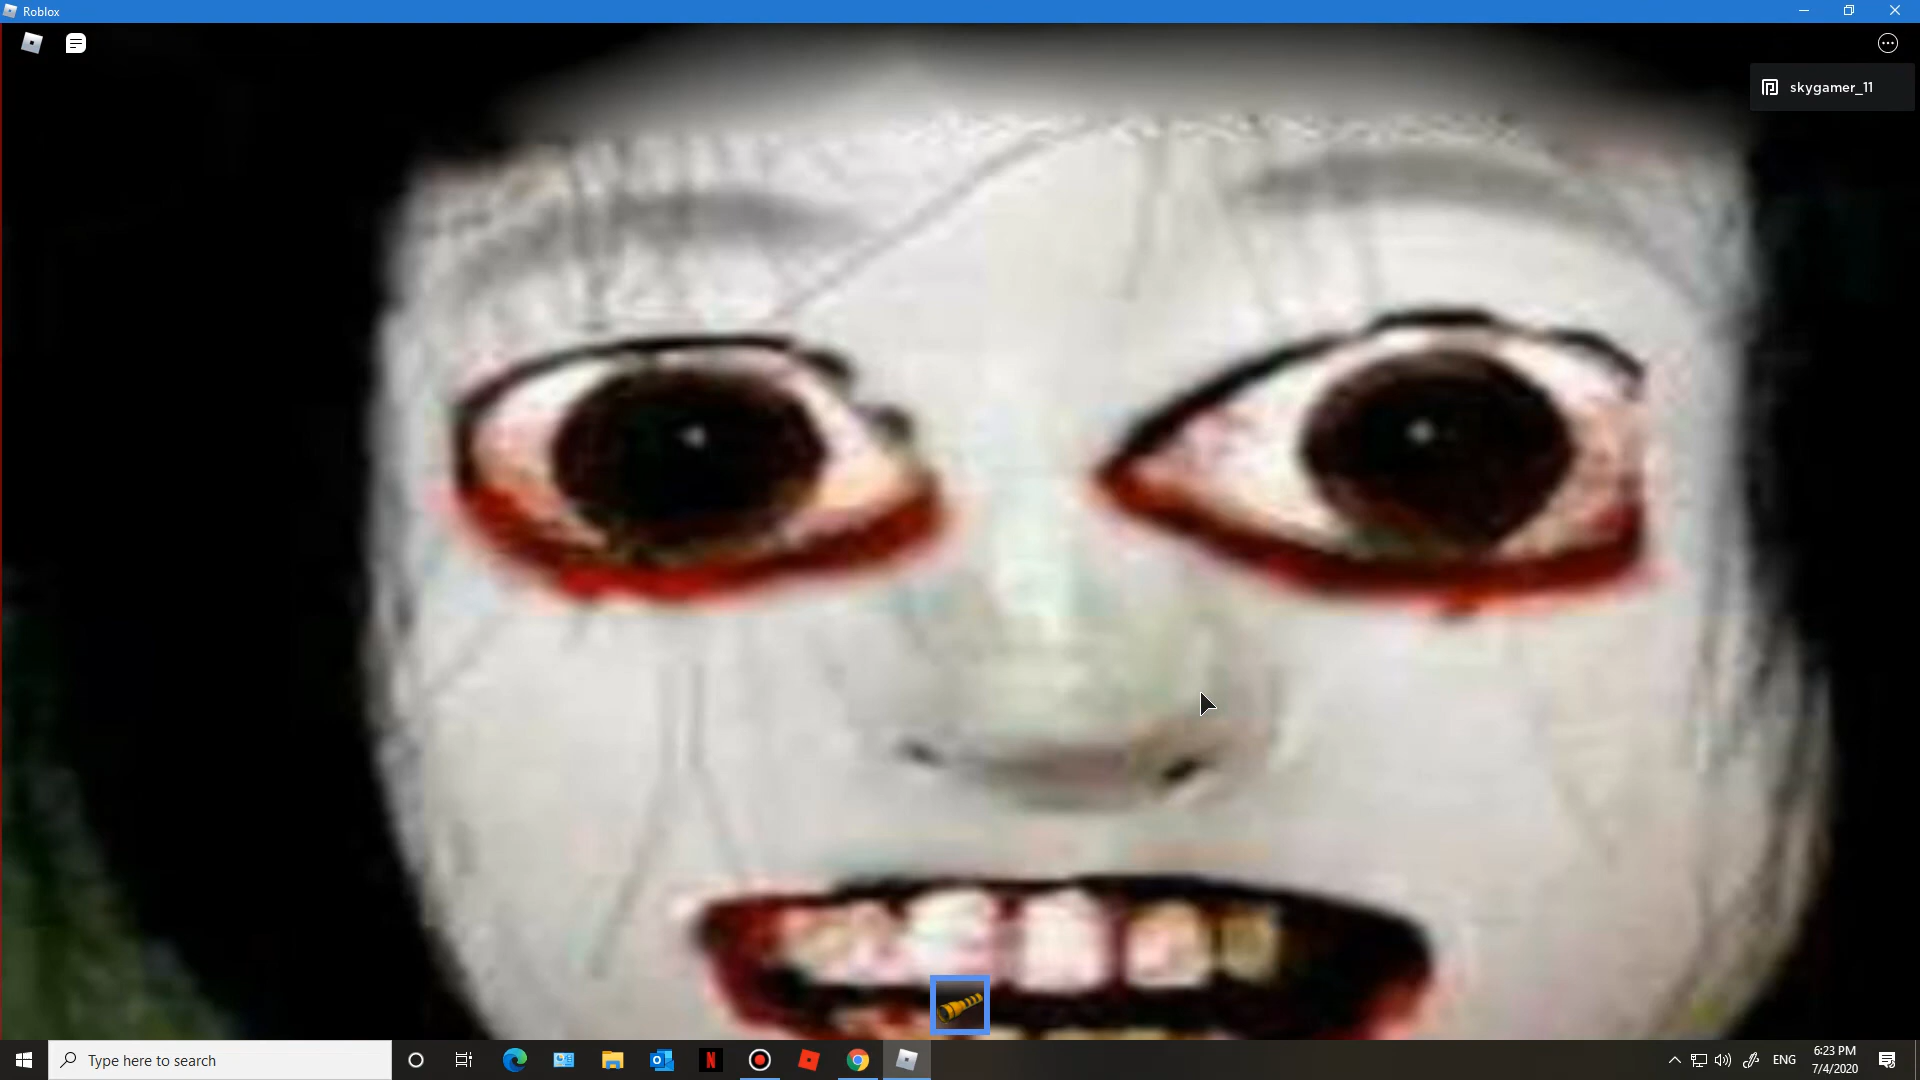 Roblox
skygamer_11
Type here to search
N
ENG
6:23 PM
7/4/2020